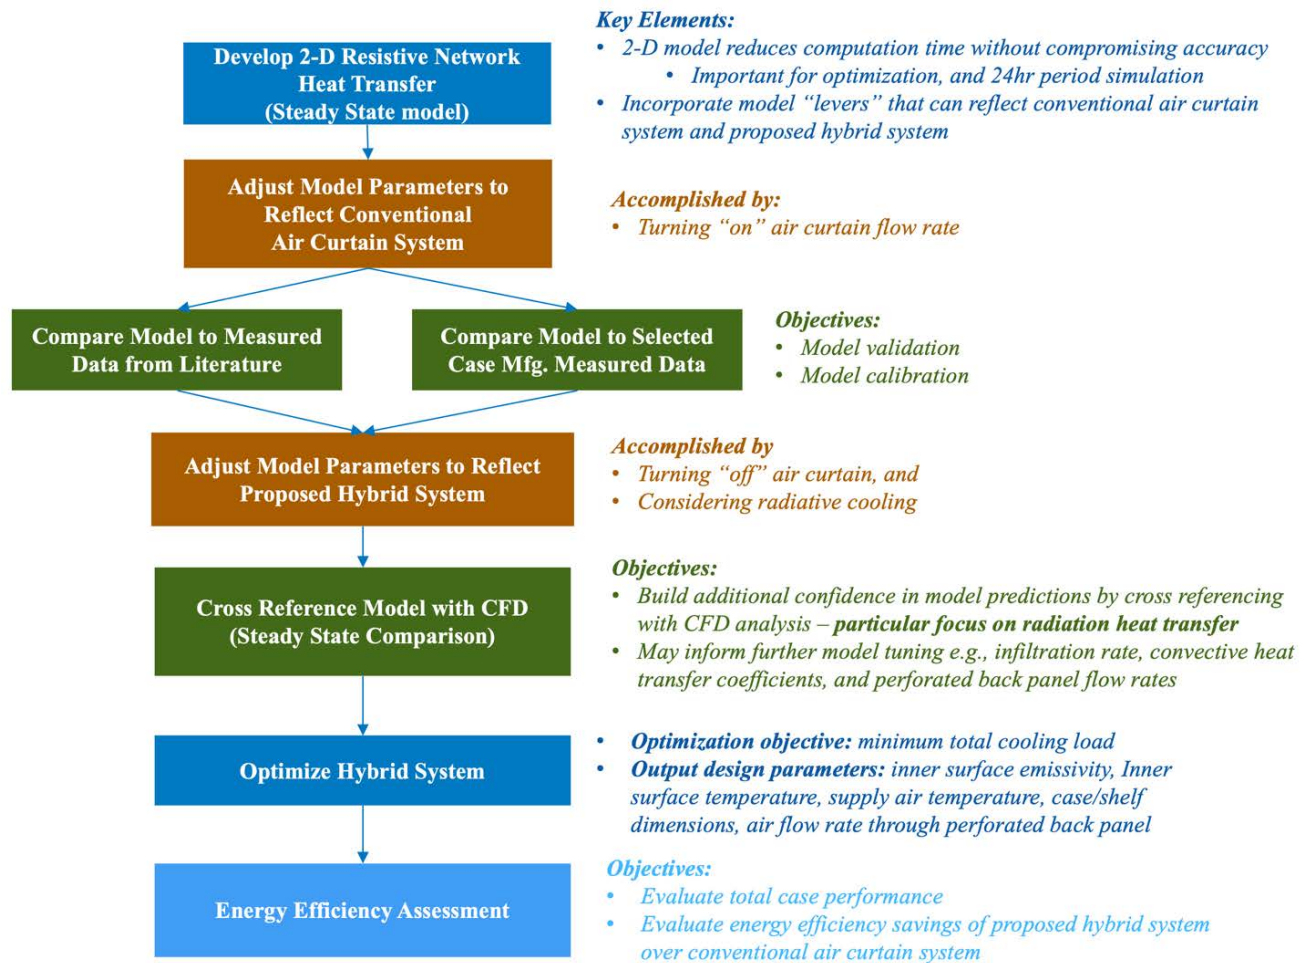 Key Elements:
Develop 2-D Resistive Network
Heat Transfer
(Steady State model)
• 2-D model reduces computation time without compromising accuracy
• Important for optimization, and 24hr period simulation
• Incorporate model “levers” that can reflect conventional air curtain
system and proposed hybrid system
Adjust Model Parameters to
Reflect Conventional
Air Curtain System
Accomplished by:
• Turning “on” air curtain flow rate
Compare Model to Measured
Data from Literature
Compare Model to Selected
Case Mfg. Measured Data
Objectives:
• Model validation
• Model calibration
Adjust Model Parameters to Reflect
Proposed Hybrid System
Accomplished by
• Turning “off” air curtain, and
• Considering radiative cooling
Cross Reference Model with CFD
(Steady State Comparison)
Objectives:
• Build additional confidence in model predictions by cross referencing
with CFD analysis – particular focus on radiation heat transfer
• May inform further model tuning e.g., infiltration rate, convective heat
transfer coefficients, and perforated back panel flow rates
Optimize Hybrid System
• Optimization objective: minimum total cooling load
• Output design parameters: inner surface emissivity, Inner
surface temperature, supply air temperature, case/shelf
dimensions, air flow rate through perforated back panel
Energy Efficiency Assessment
Objectives:
• Evaluate total case performance
• Evaluate energy efficiency savings of proposed hybrid system
over conventional air curtain system